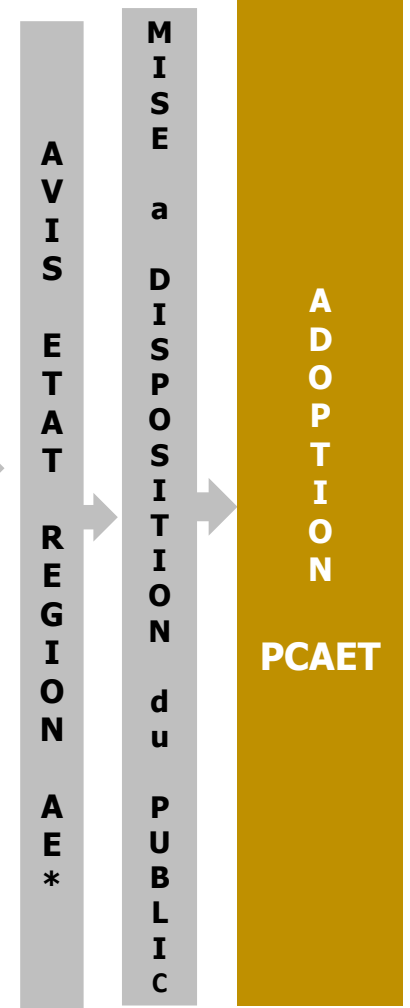 AVIS ETAT REGION AE*
MISE a DISPOSITION du PUBLIC
ADOPTION
PCAET